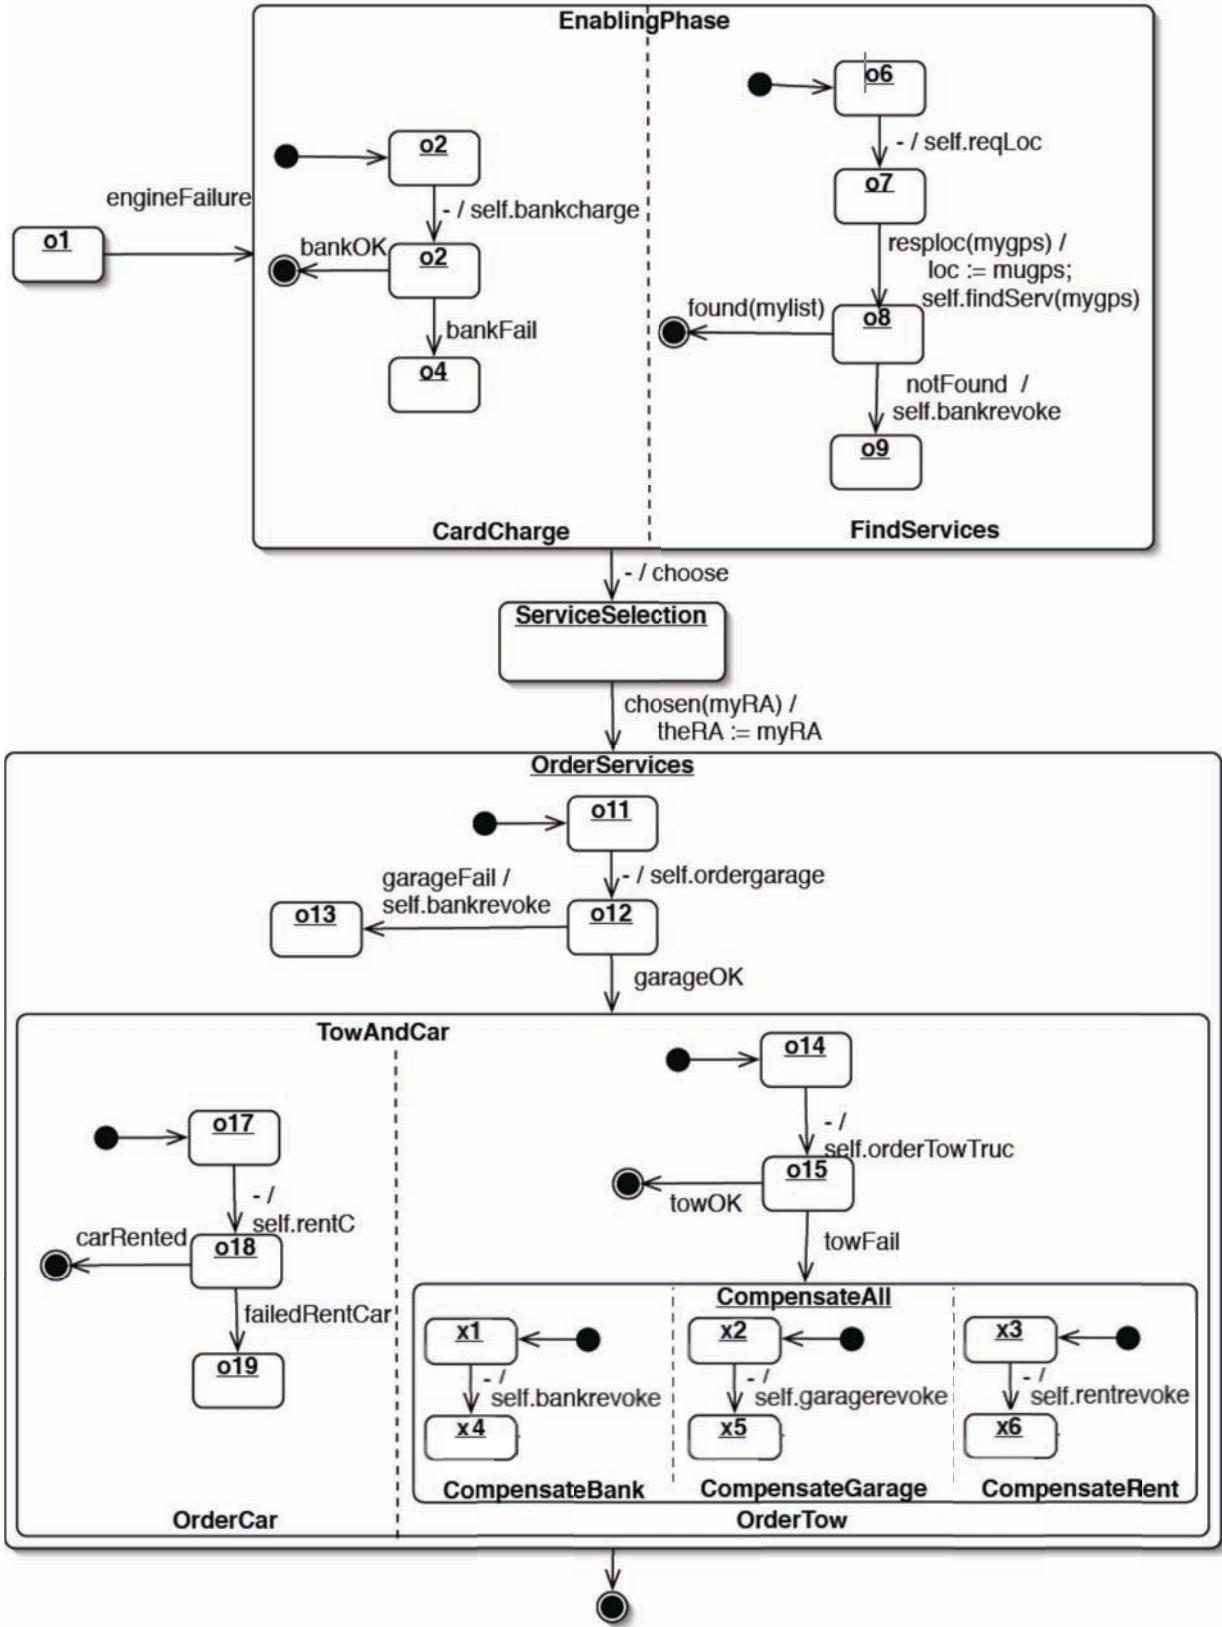 EnablingPhase
o6
- / self.reqLoc
o2
o7
engineFailure
- / self.bankcharge
o1
bankOK
o2
resploc(mygps) /
loc := mugps;
self.findServ(mygps)
found(mylist)
o8
bankFail
o4
notFound /
self.bankrevoke
o9
CardCharge
FindServices
- / choose
ServiceSelection
chosen(myRA) /
theRA := myRA
OrderServices
o11
- / self.ordergarage
garageFail /
self.bankrevoke
o13
o12
garageOK
TowAndCar
o14
o17
- /
self.orderTowTruc
o15
- /
self.rentC
towOK
carRented
o18
towFail
failedRentCar
CompensateAll
x1
x2
x3
o19
- /
self.bankrevoke
- /
self.garagerevoke
- /
self.rentrevoke
x4
x5
x6
CompensateBank
CompensateGarage
CompensateRent
OrderCar
OrderTow